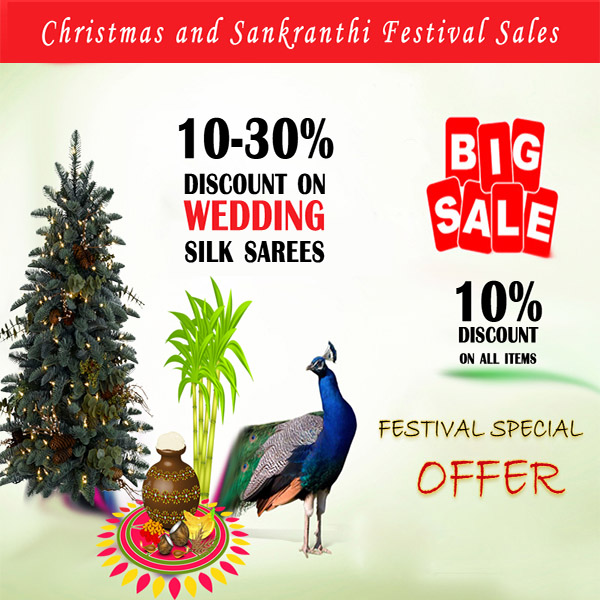 Christmas and Sankranthi Festival Sales
10-30%
DISCOUNT ON
WEDDING
SILK SAREES
BIG
SALE
10%
DISCOUNT
ON ALL ITEMS
FESTIVAL SPECIAL
OFFER